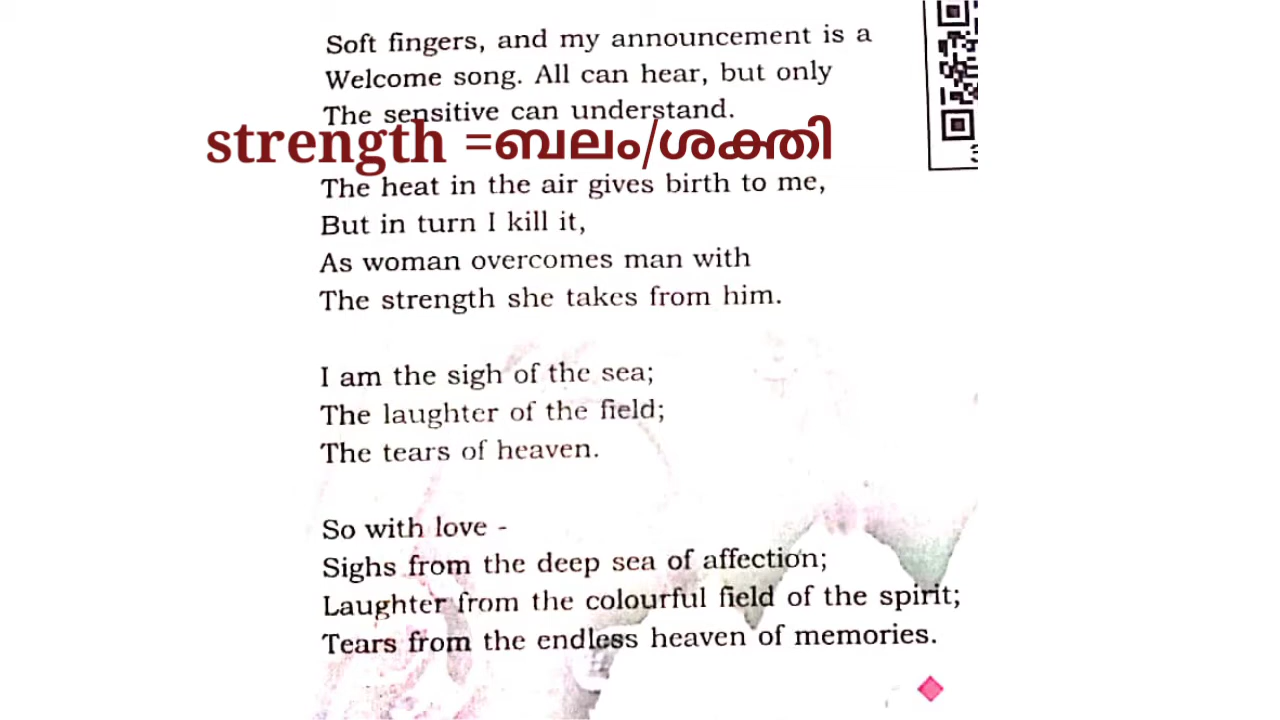 Soft fingers, and my announcement is a
Welcome song. All can hear, but only
The sensitive can understand.
strength =ബലം/ശക്തി
The heat in the air gives birth to me,
But in turn I kill it,
As woman overcomes man with
The strength she takes from him.
I am the sigh of the sea;
The laughter of the field;
The tears of heaven.
So with love -
Sighs from the deep sea of affection;
Laughter from the colourful field of the spirit;
Tears from the endless heaven of memories.